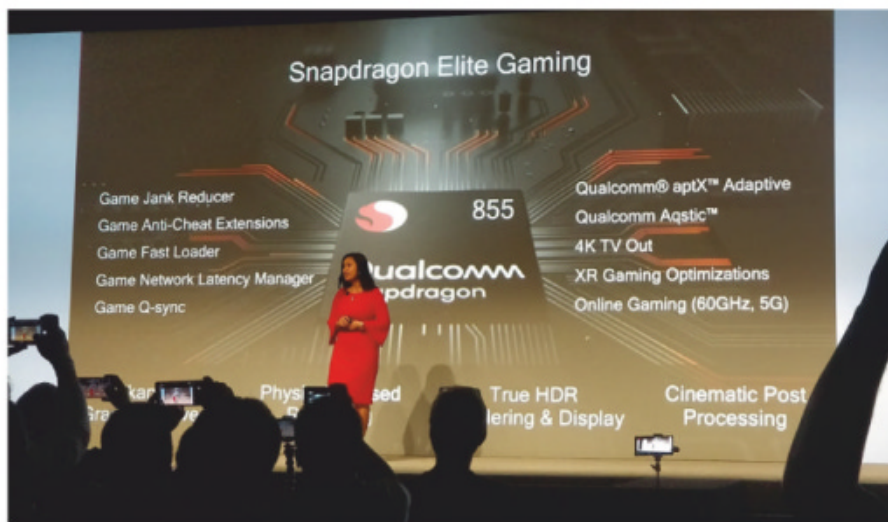 Snapdragon Elite Gaming
Game Jank Reducer
Game Anti-Cheat Extensions
Game Fast Loader
Game Network Latency Manager
Game Q-sync
855
Qualcomm® aptX™ Adaptive
Qualcomm Aqstic™
4K TV Out
XR Gaming Optimizations
Online Gaming (60GHz, 5G)
True HDR
& Display
Cinematic Post
Processing